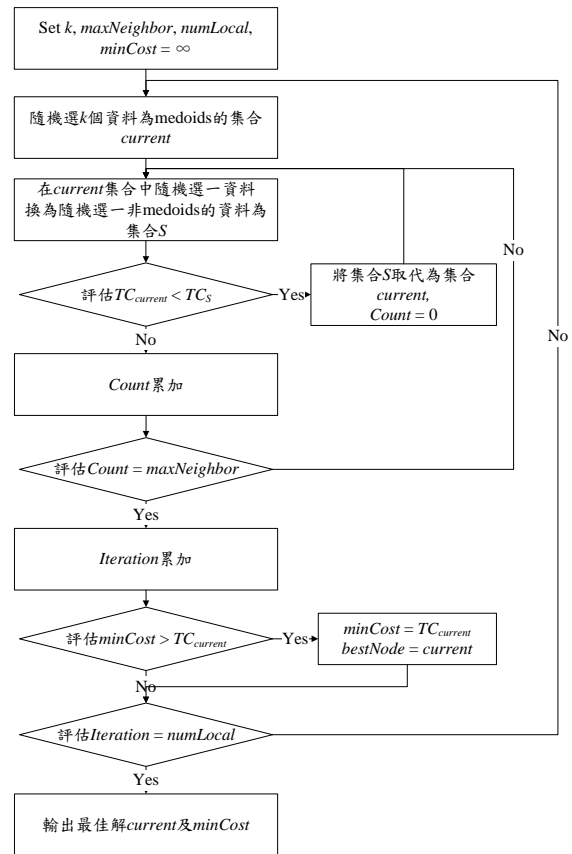 Set k, maxNeighbor, numLocal,
minCost = ∞
隨機選k個資料為medoids的集合
current
在current集合中隨機選一資料
換為隨機選一非medoids的資料為
集合S
No
評估TCcurrent < TCS
Yes
將集合S取代為集合
current,
Count = 0
No
No
Count累加
評估Count = maxNeighbor
Yes
Iteration累加
評估minCost > TCcurrent
Yes
minCost = TCcurrent
bestNode = current
No
評估Iteration = numLocal
Yes
輸出最佳解current及minCost